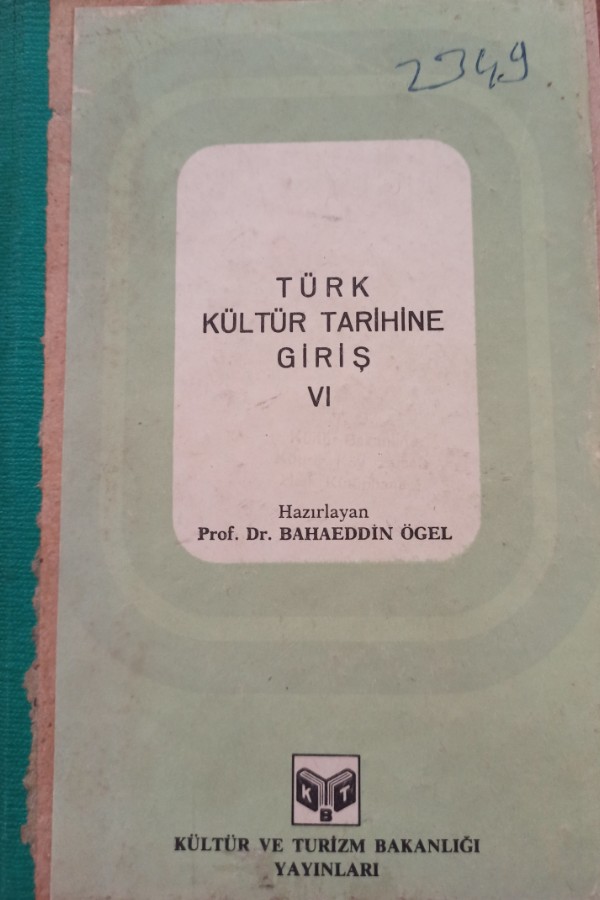 2349
TÜRK
KÜLTÜR TARİHİNE
GİRİŞ
VI
Hazırlayan
Prof. Dr. BAHAEDDİN ÖGEL
K B T
KÜLTÜR VE TURİZM BAKANLIĞI
YAYINLARI